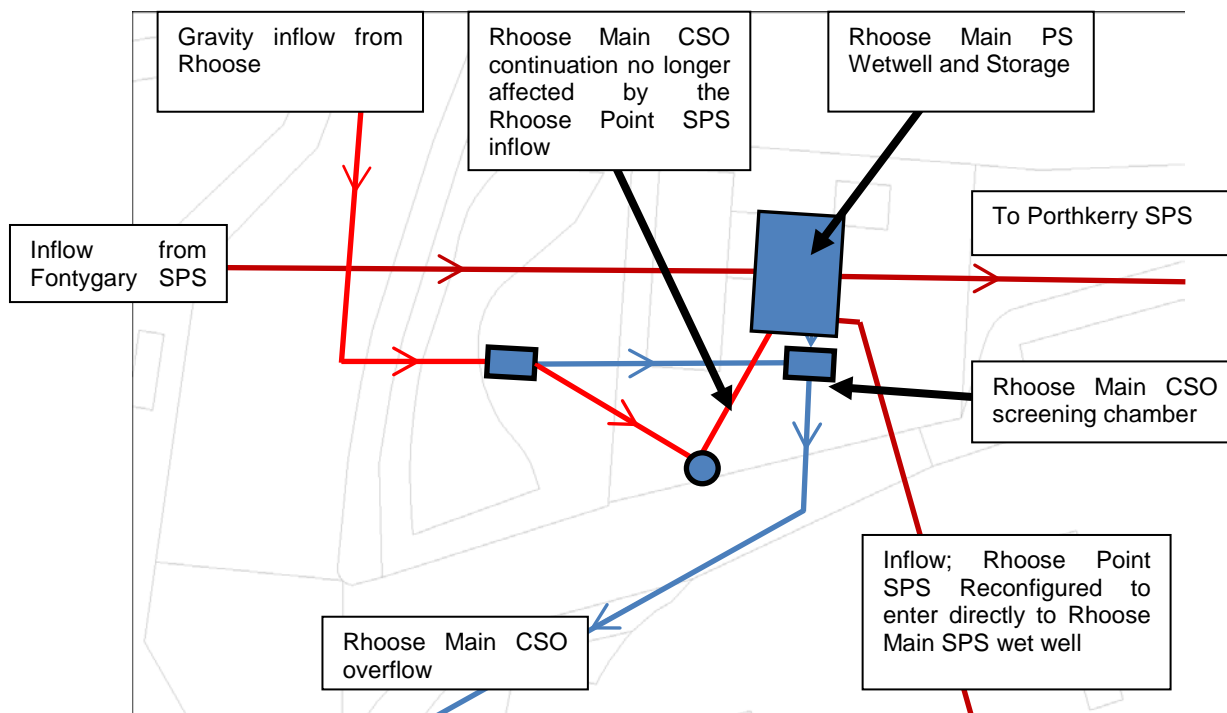 Gravity inflow from
Rhoose
Rhoose Main CSO
continuation no longer
affected by the
Rhoose Point SPS
inflow
Rhoose Main PS
Wetwell and Storage
Inflow from
Fontygary SPS
To Porthkerry SPS
Rhoose Main CSO
screening chamber
Inflow; Rhoose Point
SPS Reconfigured to
enter directly to Rhoose
Main SPS wet well
Rhoose Main CSO
overflow